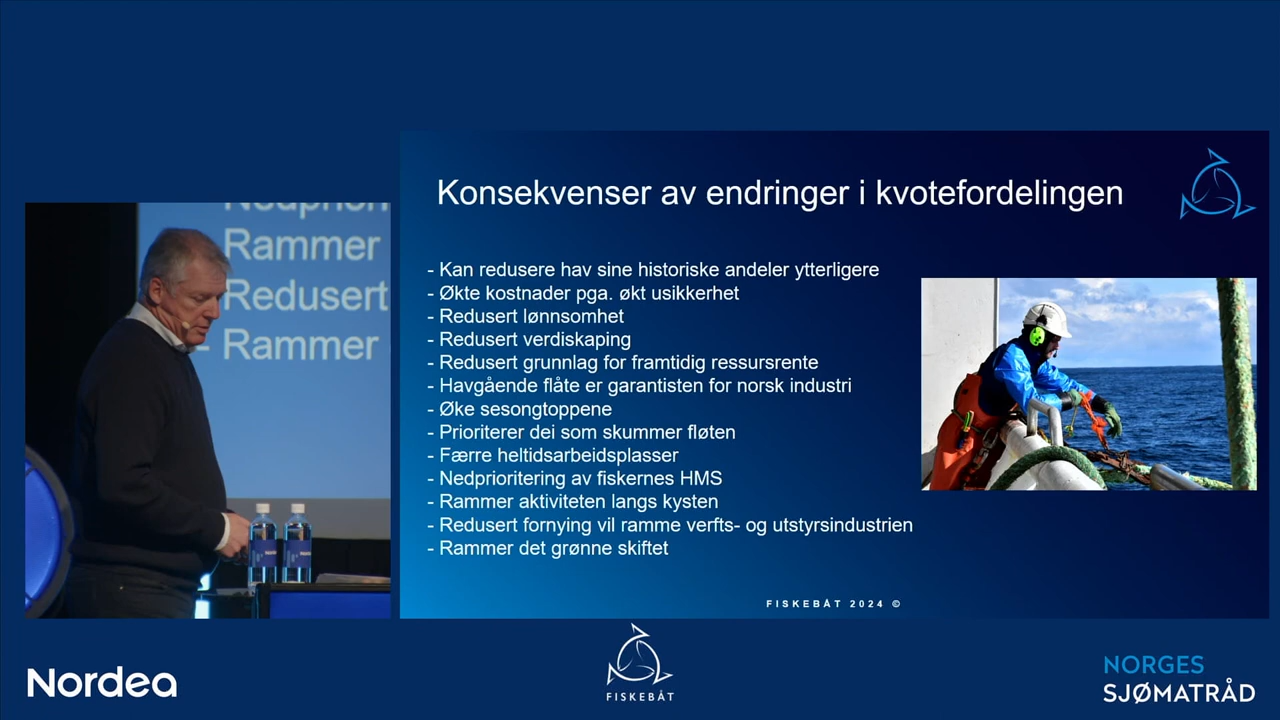 Konsekvenser av endringer i kvotefordelingen
- Kan redusere hav sine historiske andeler ytterligere
- Økte kostnader pga. økt usikkerhet
- Redusert lønnsomhet
- Redusert verdiskaping
- Redusert grunnlag for framtidig ressursrente
- Havgående flåte er garantisten for norsk industri
- Øke sesongtoppene
- Prioriterer dei som skummer fløten
- Færre heltidsarbeidsplasser
- Nedprioritering av fiskernes HMS
- Rammer aktiviteten langs kysten
- Redusert fornying vil ramme verfts- og utstyrsindustrien
- Rammer det grønne skiftet
FISKEBÅT 2024 ©
Rammer
Redusert
- Rammer
Nordea
FISKEBÅT
NORGES
SJØMATRÅD